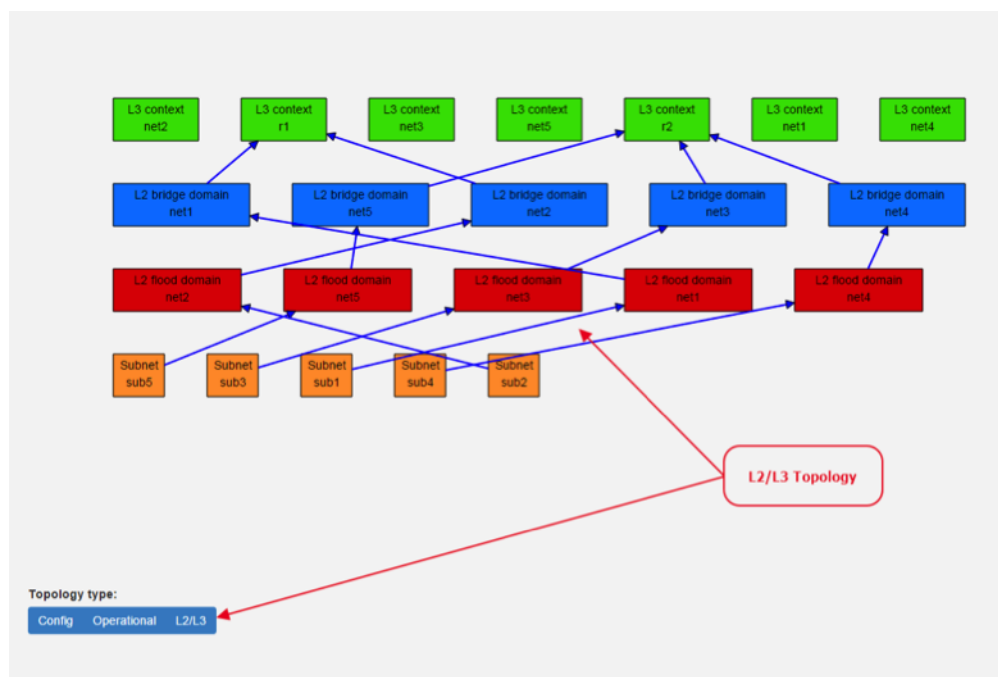 L3 context
net2
L3 context
r1
L3 context
net3
L3 context
net5
L3 context
r2
L3 context
net1
L3 context
net4
L2 bridge domain
net1
L2 bridge domain
net5
L2 bridge domain
net2
L2 bridge domain
net3
L2 bridge domain
net4
L2 flood domain
net2
L2 flood domain
net5
L2 flood domain
net3
L2 flood domain
net1
L2 flood domain
net4
Subnet
sub5
Subnet
sub3
Subnet
sub1
Subnet
sub4
Subnet
sub2
L2/L3 Topology
Topology type:
Config Operational L2/L3